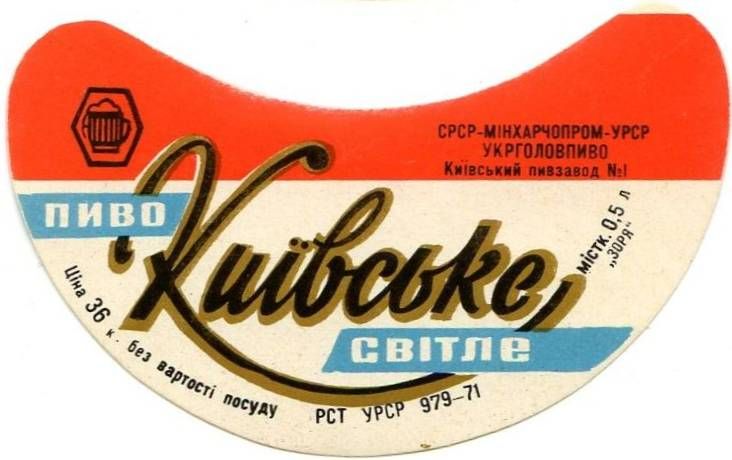 СРСР-МІНХАРЧОПРОМ-УРСР
УКРГОЛОВПИВО
Київський пивзавод №1
ПИВО
Київське
світле
містк. 0,5 л
„ЗОРЯ"
Ціна 36 к. без вартості посуду
РСТ УРСР 979-71